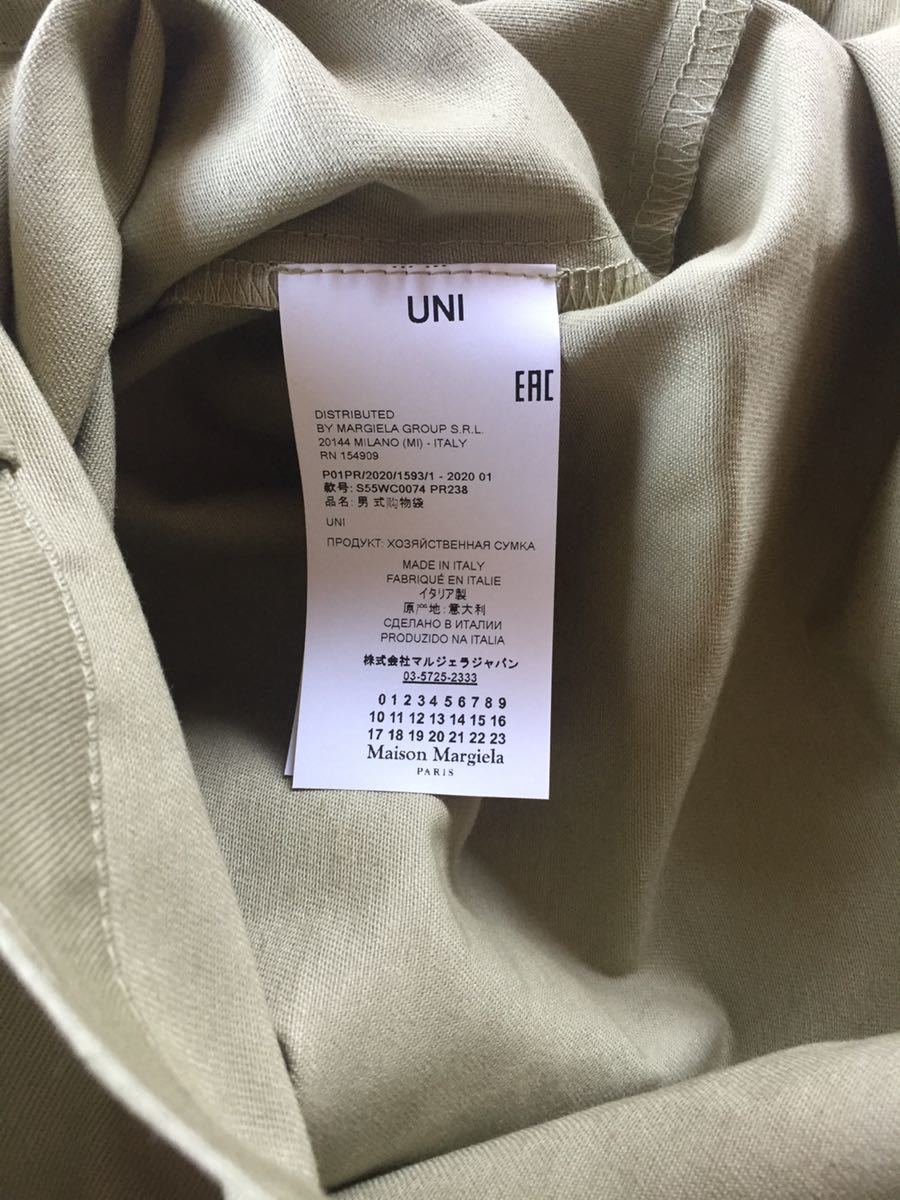 UNI
EAC
DISTRIBUTED
BY MARGIELA GROUP S.R.L.
20144 MILANO (MI) - ITALY
RN 154909
P01PR/2020/1593/1 - 2020 01
款号: S55WC0074 PR238
品名: 男 式购物袋
UNI
ПРОДУКТ: ХОЗЯЙСТВЕННАЯ СУМКА
MADE IN ITALY
FABRIQUÉ EN ITALIE
イタリア製
原产地: 意大利
СДЕЛАНО В ИТАЛИИ
PRODUZIDO NA ITALIA
株式会社マルジェラジャパン
03-5725-2333
0 1 2 3 4 5 6 7 8 9
10 11 12 13 14 15 16
17 18 19 20 21 22 23
Maison Margiela
PARIS